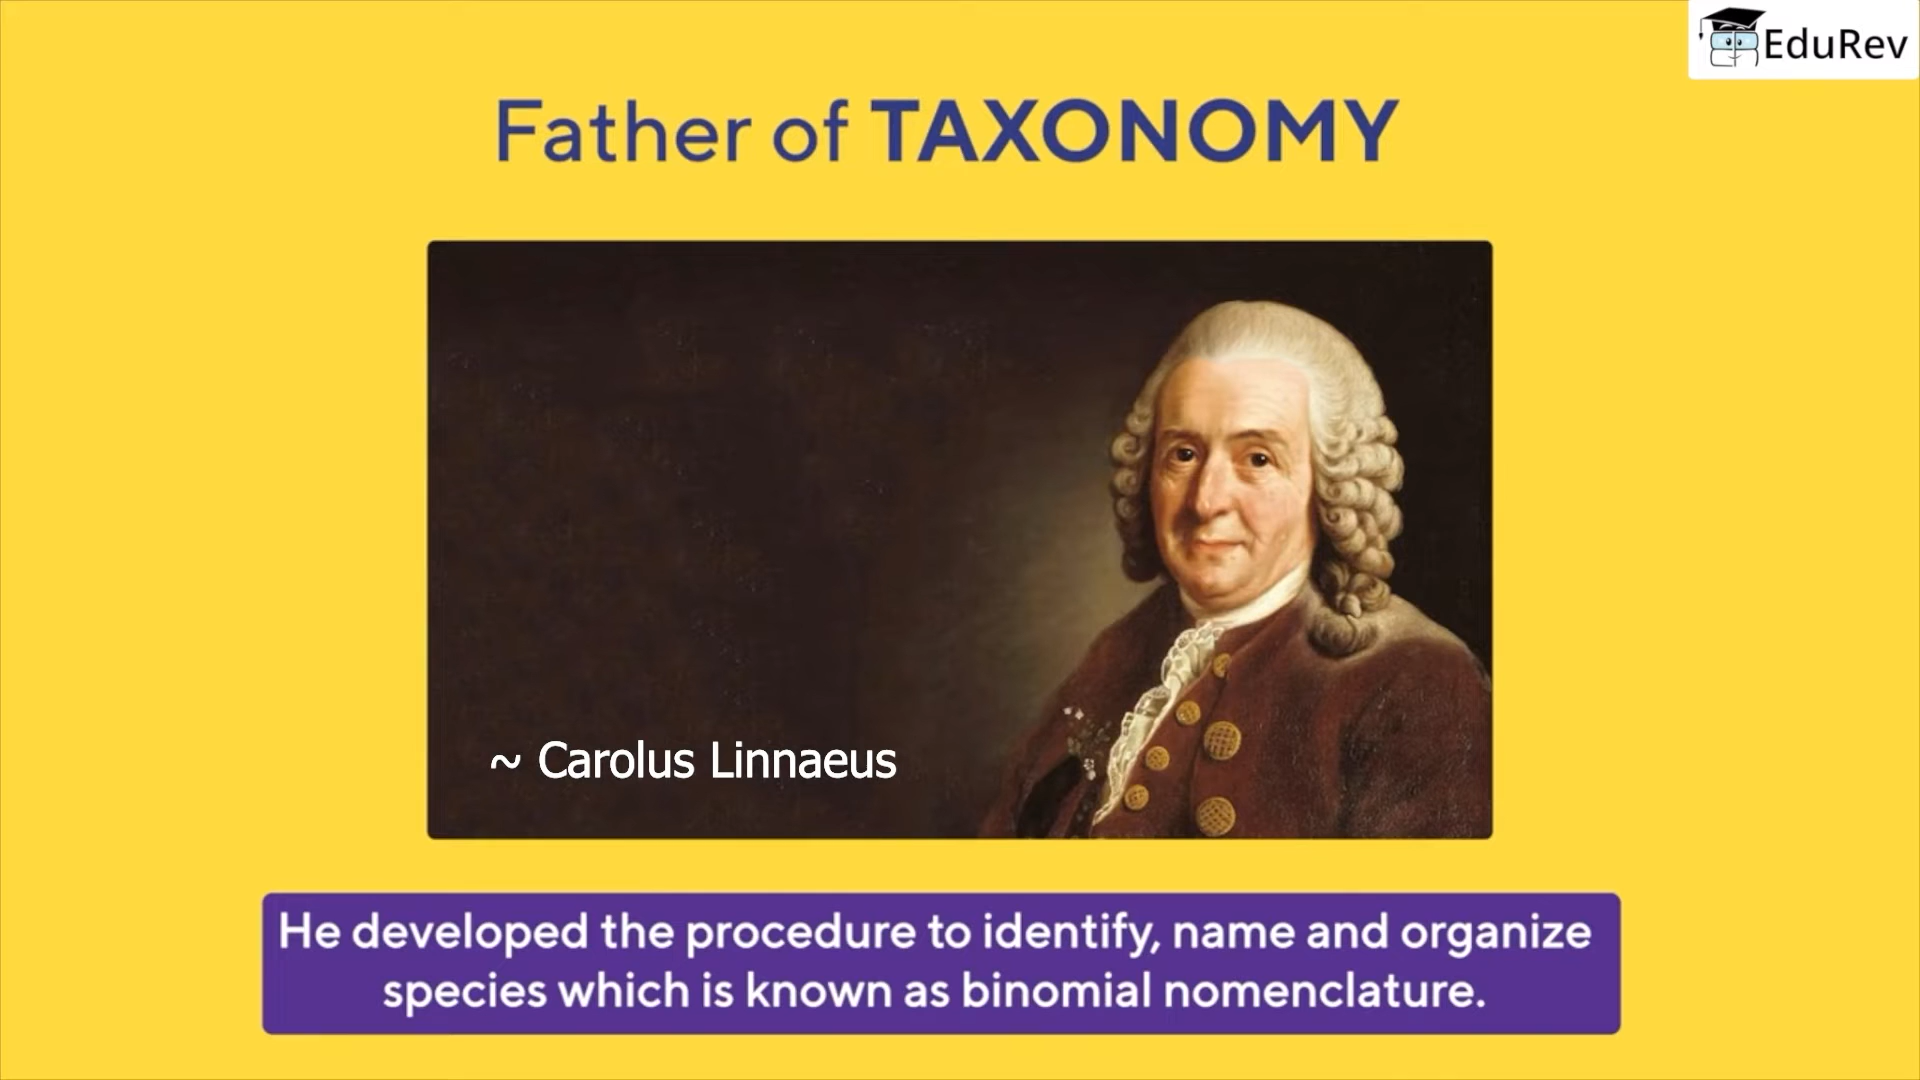 EduRev
Father of TAXONOMY
~ Carolus Linnaeus
He developed the procedure to identify, name and organize
species which is known as binomial nomenclature.